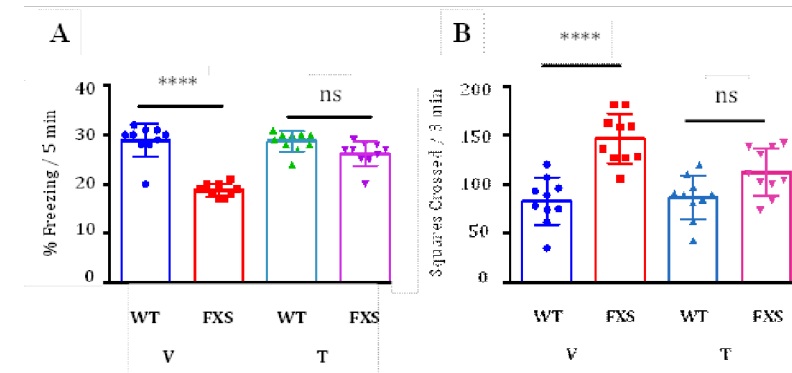 A
****
ns
% Freezing / 5 min
40
30
20
10
0
WT FXS WT FXS
V T
B
****
ns
Squares Crossed / 3 min
200
150
100
50
0
WT FXS WT FXS
V T